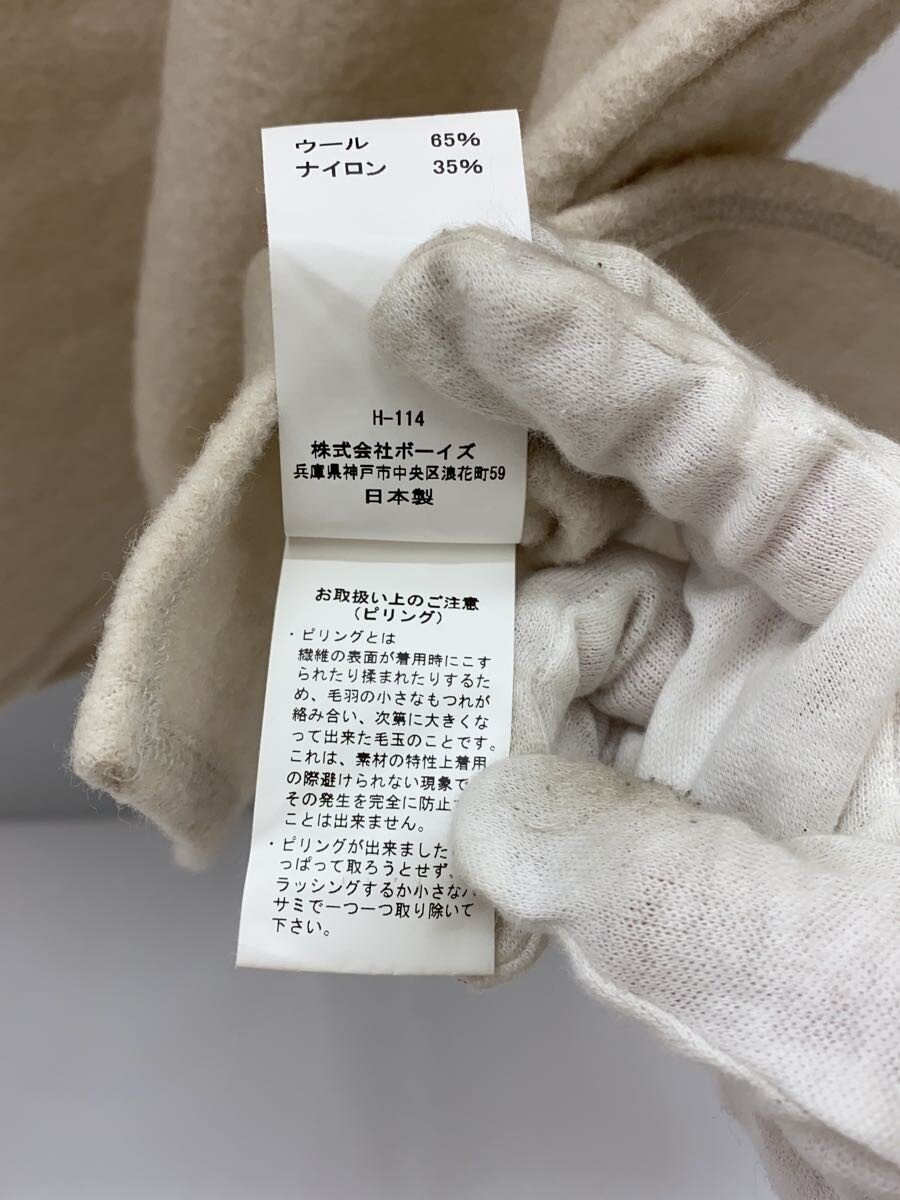 ウール 65%
ナイロン 35%
H-114
株式会社ボーイズ
兵庫県神戸市中央区浪花町59
日本製
お取扱い上のご注意
(ピリング)
・ピリングとは
繊維の表面が着用時にこす
られたり揉まれたりするた
め、毛羽の小さなもつれが
絡み合い、次第に大きくな
って出来た毛玉のことです。
これは、素材の特性上着用
の際避けられない現象で
その発生を完全に防止
ことは出来ません。
・ピリングが出来ました
っぱって取ろうとせず、
ラッシングするか小さな
サミで一つ一つ取り除いて
下さい。